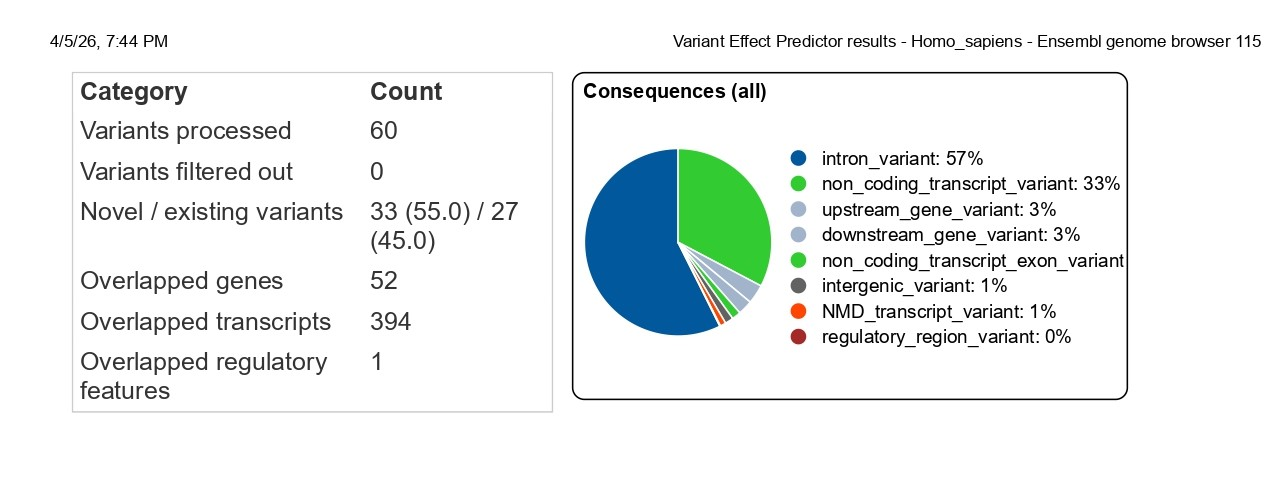 4/5/26, 7:44 PM
Variant Effect Predictor results - Homo_sapiens - Ensembl genome browser 115
Category Count
Variants processed 60
Variants filtered out 0
Novel / existing variants 33 (55.0) / 27
(45.0)
Overlapped genes 52
Overlapped transcripts 394
Overlapped regulatory 1
features
Consequences (all)
intron_variant: 57%
non_coding_transcript_variant: 33%
upstream_gene_variant: 3%
downstream_gene_variant: 3%
non_coding_transcript_exon_variant
intergenic_variant: 1%
NMD_transcript_variant: 1%
regulatory_region_variant: 0%